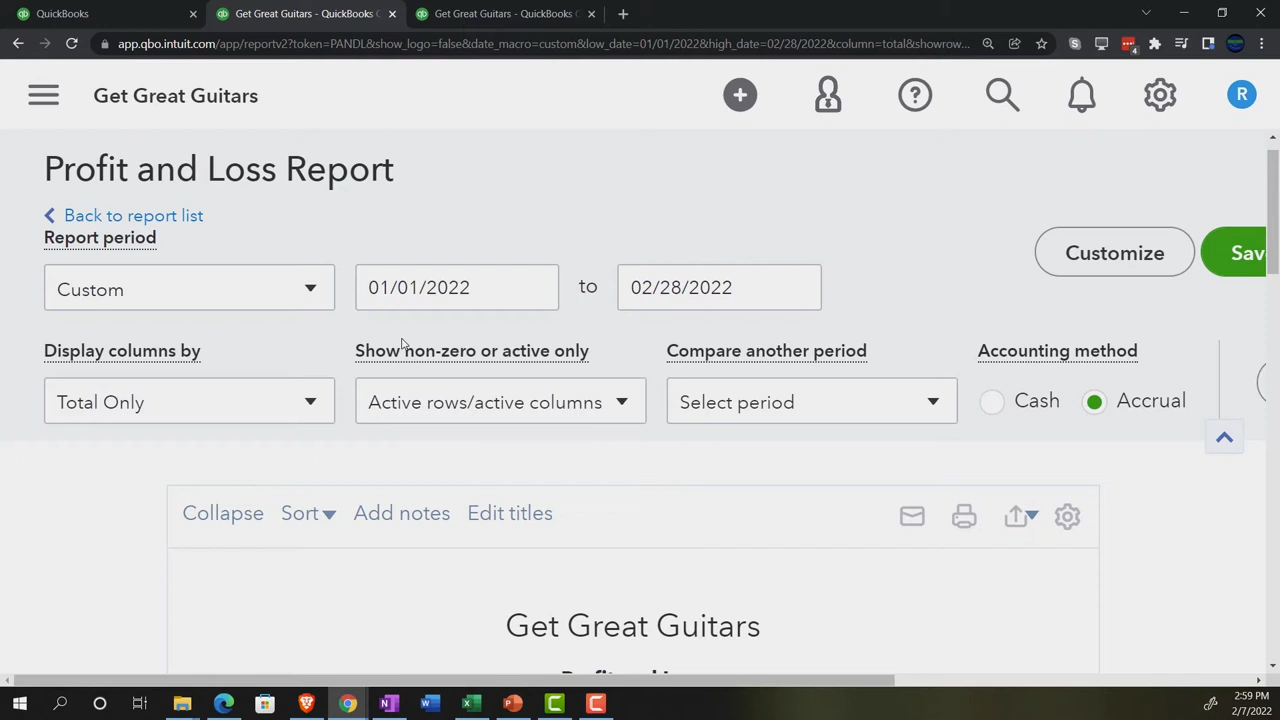 QuickBooks
Get Great Guitars - QuickBooks C
Get Great Guitars - QuickBooks C
app.qbo.intuit.com/app/reportv2?token=PANDL&show_logo=false&date_macro=custom&low_date=01/01/2022&high_date=02/28/2022&column=total&showrow...
4
Get Great Guitars
R
Profit and Loss Report
Back to report list
Report period
Customize
Sav
Custom
01/01/2022
to
02/28/2022
Display columns by
Show non-zero or active only
Compare another period
Accounting method
Total Only
Active rows/active columns
Select period
Cash
Accrual
Collapse
Sort
Add notes
Edit titles
Get Great Guitars
2:59 PM
2/7/2022